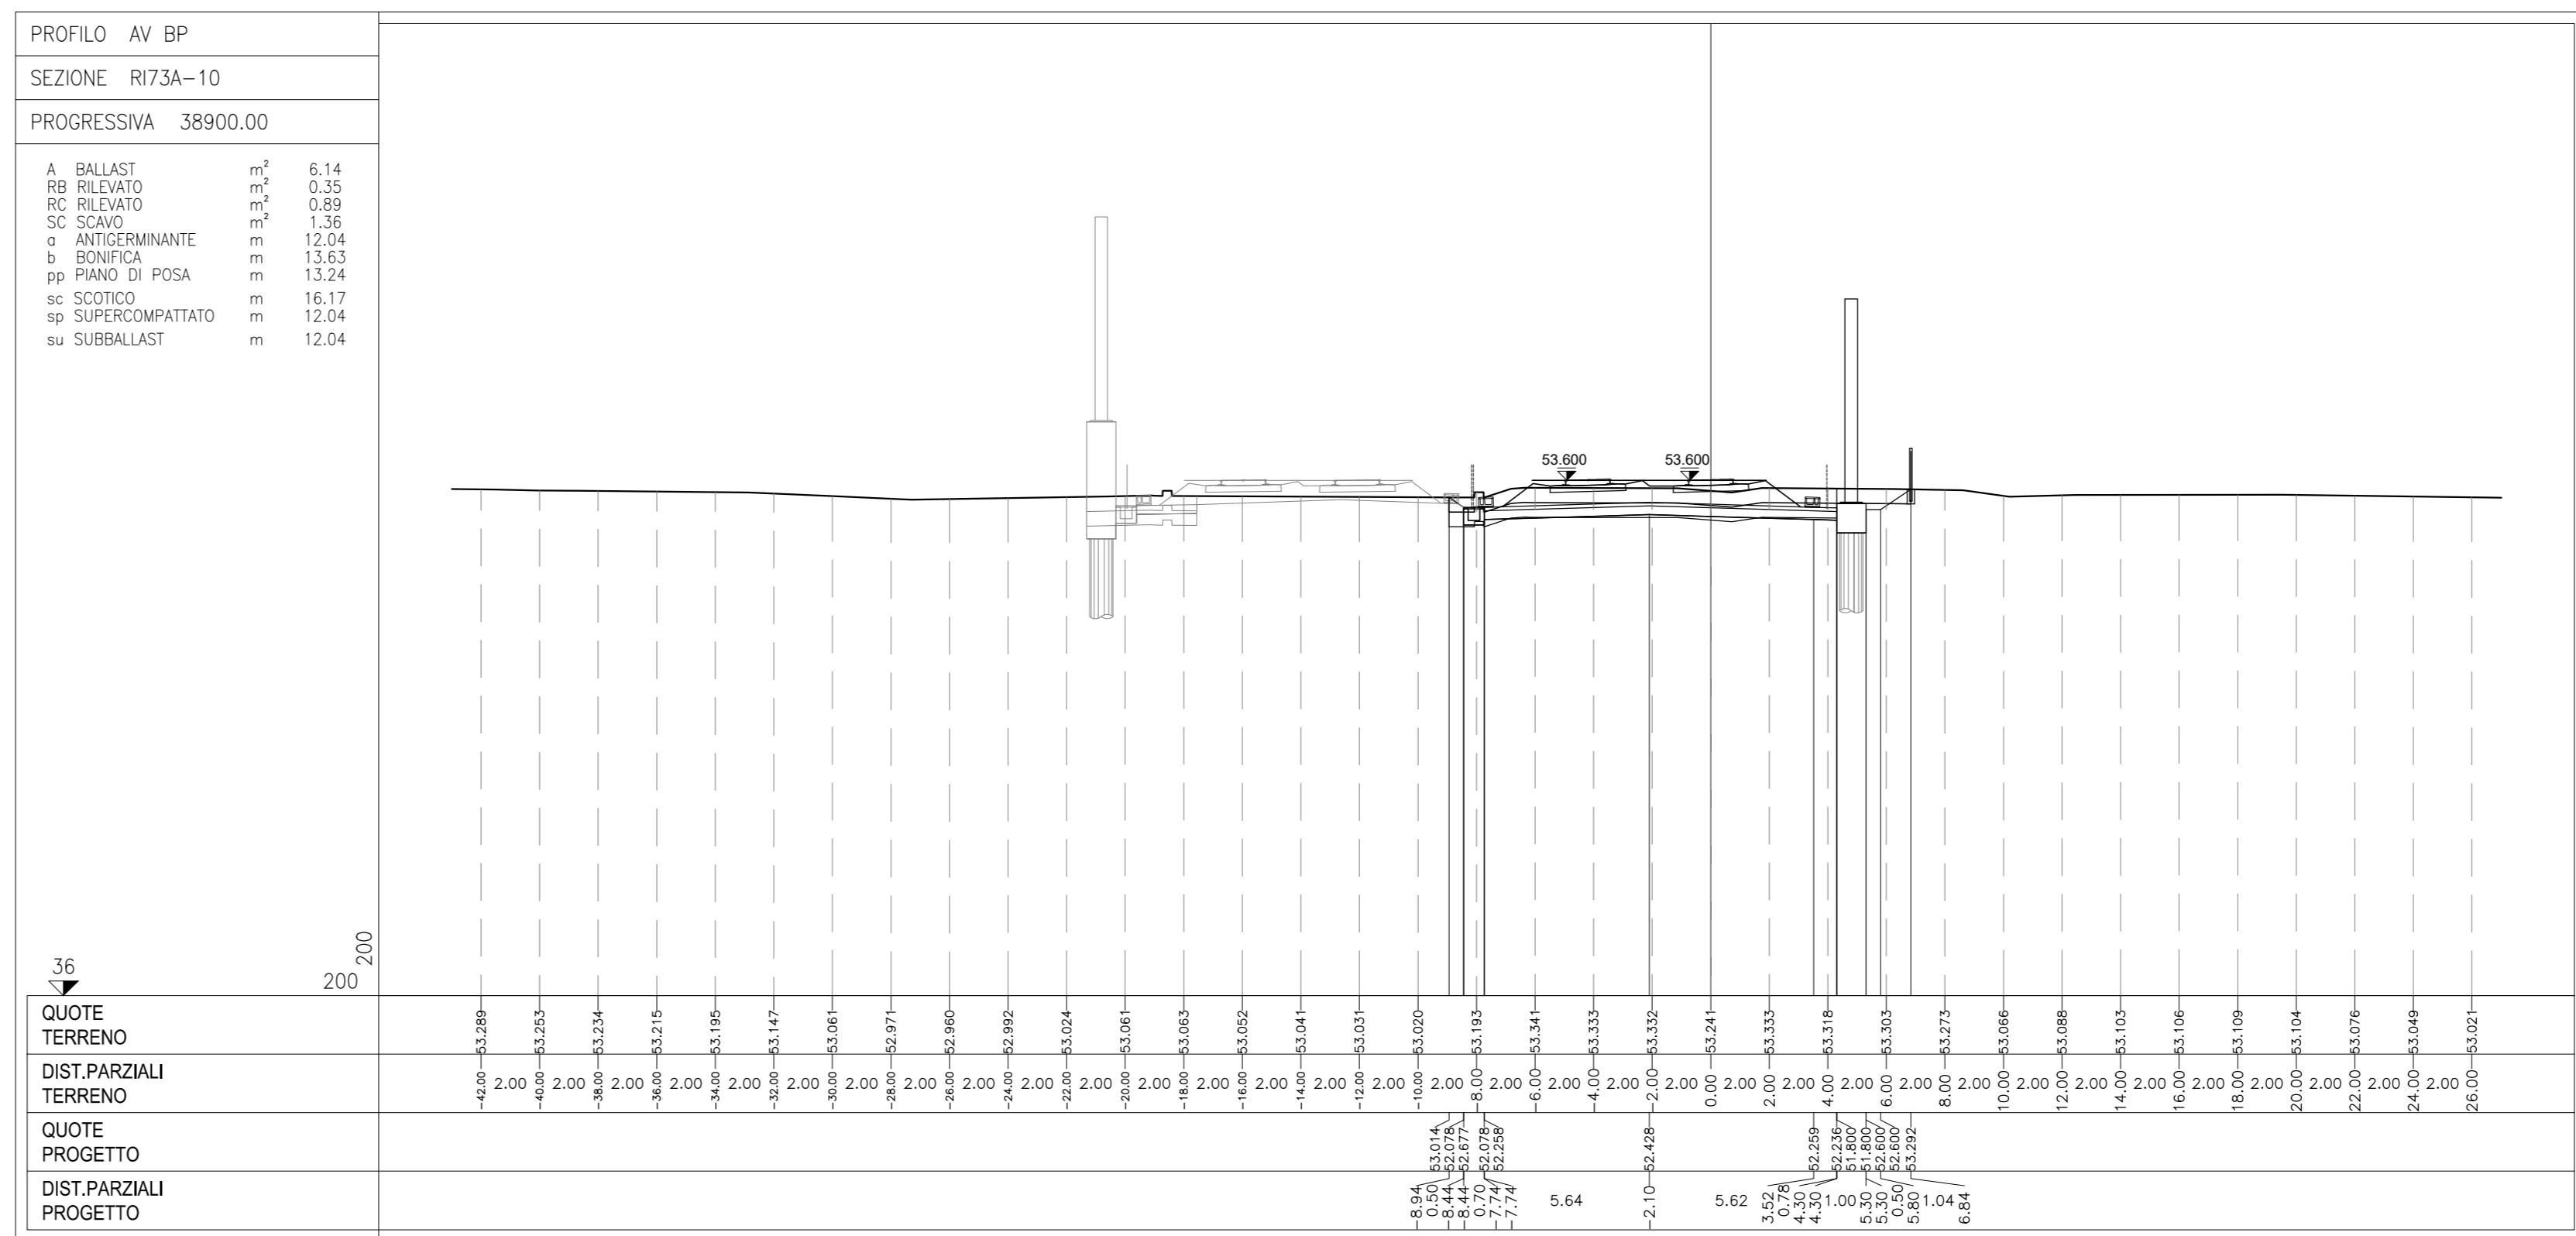 PROFILO AV BP
SEZIONE RI73A-10
PROGRESSIVA 38900.00
A BALLAST m² 6.14
RB RILEVATO m² 0.35
RC RILEVATO m² 0.89
SC SCAVO m² 1.36
a ANTIGERMINANTE m 12.04
b BONIFICA m 13.63
pp PIANO DI POSA m 13.24
sc SCOTICO m 16.17
sp SUPERCOMPATTATO m 12.04
su SUBBALLAST m 12.04
53.600 53.600
36 200 200
QUOTE TERRENO
53.289 53.253 53.234 53.215 53.195 53.147 53.061 52.971 52.960 52.992 53.024 53.061 53.063 53.052 53.041 53.031 53.020 53.193 53.341 53.333 53.332 53.241 53.333 53.318 53.303 53.273 53.066 53.088 53.103 53.106 53.109 53.104 53.076 53.049 53.021
DIST.PARZIALI TERRENO
-42.00 2.00 -40.00 2.00 -38.00 2.00 -36.00 2.00 -34.00 2.00 -32.00 2.00 -30.00 2.00 -28.00 2.00 -26.00 2.00 -24.00 2.00 -22.00 2.00 -20.00 2.00 -18.00 2.00 -16.00 2.00 -14.00 2.00 -12.00 2.00 -10.00 2.00 -8.00 2.00 -6.00 2.00 -4.00 2.00 -2.00 2.00 0.00 2.00 2.00 2.00 4.00 2.00 6.00 2.00 8.00 2.00 10.00 2.00 12.00 2.00 14.00 2.00 16.00 2.00 18.00 2.00 20.00 2.00 22.00 2.00 24.00 2.00 26.00
QUOTE PROGETTO
53.014 52.078 52.677 52.078 52.258 52.428 52.259 52.236 51.800 51.800 52.600 52.600 53.292
DIST.PARZIALI PROGETTO
-8.94 0.50 -8.44 -8.44 0.70 -7.74 -7.74 5.64 -2.10 5.62 3.52 0.78 4.30 4.30 1.00 5.30 5.30 0.50 5.80 1.04 6.84